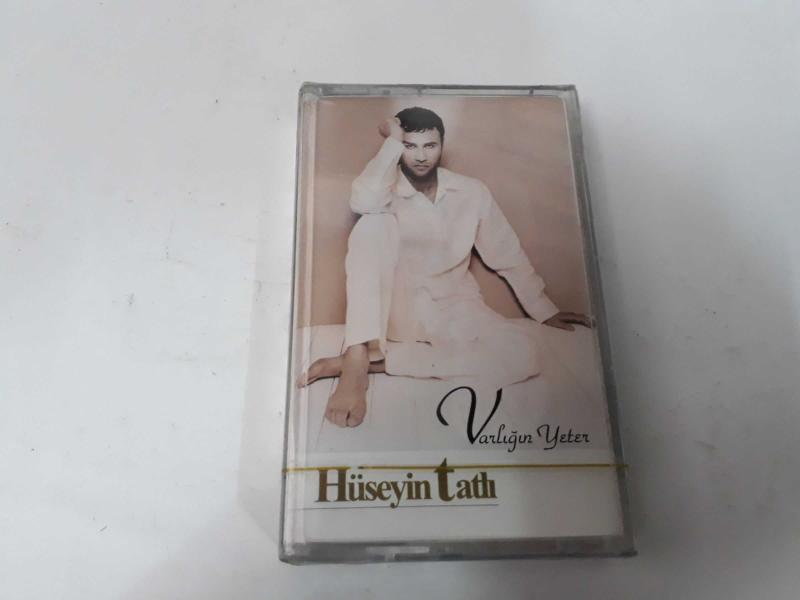 Varlığın Yeter
Hüseyin tatlı